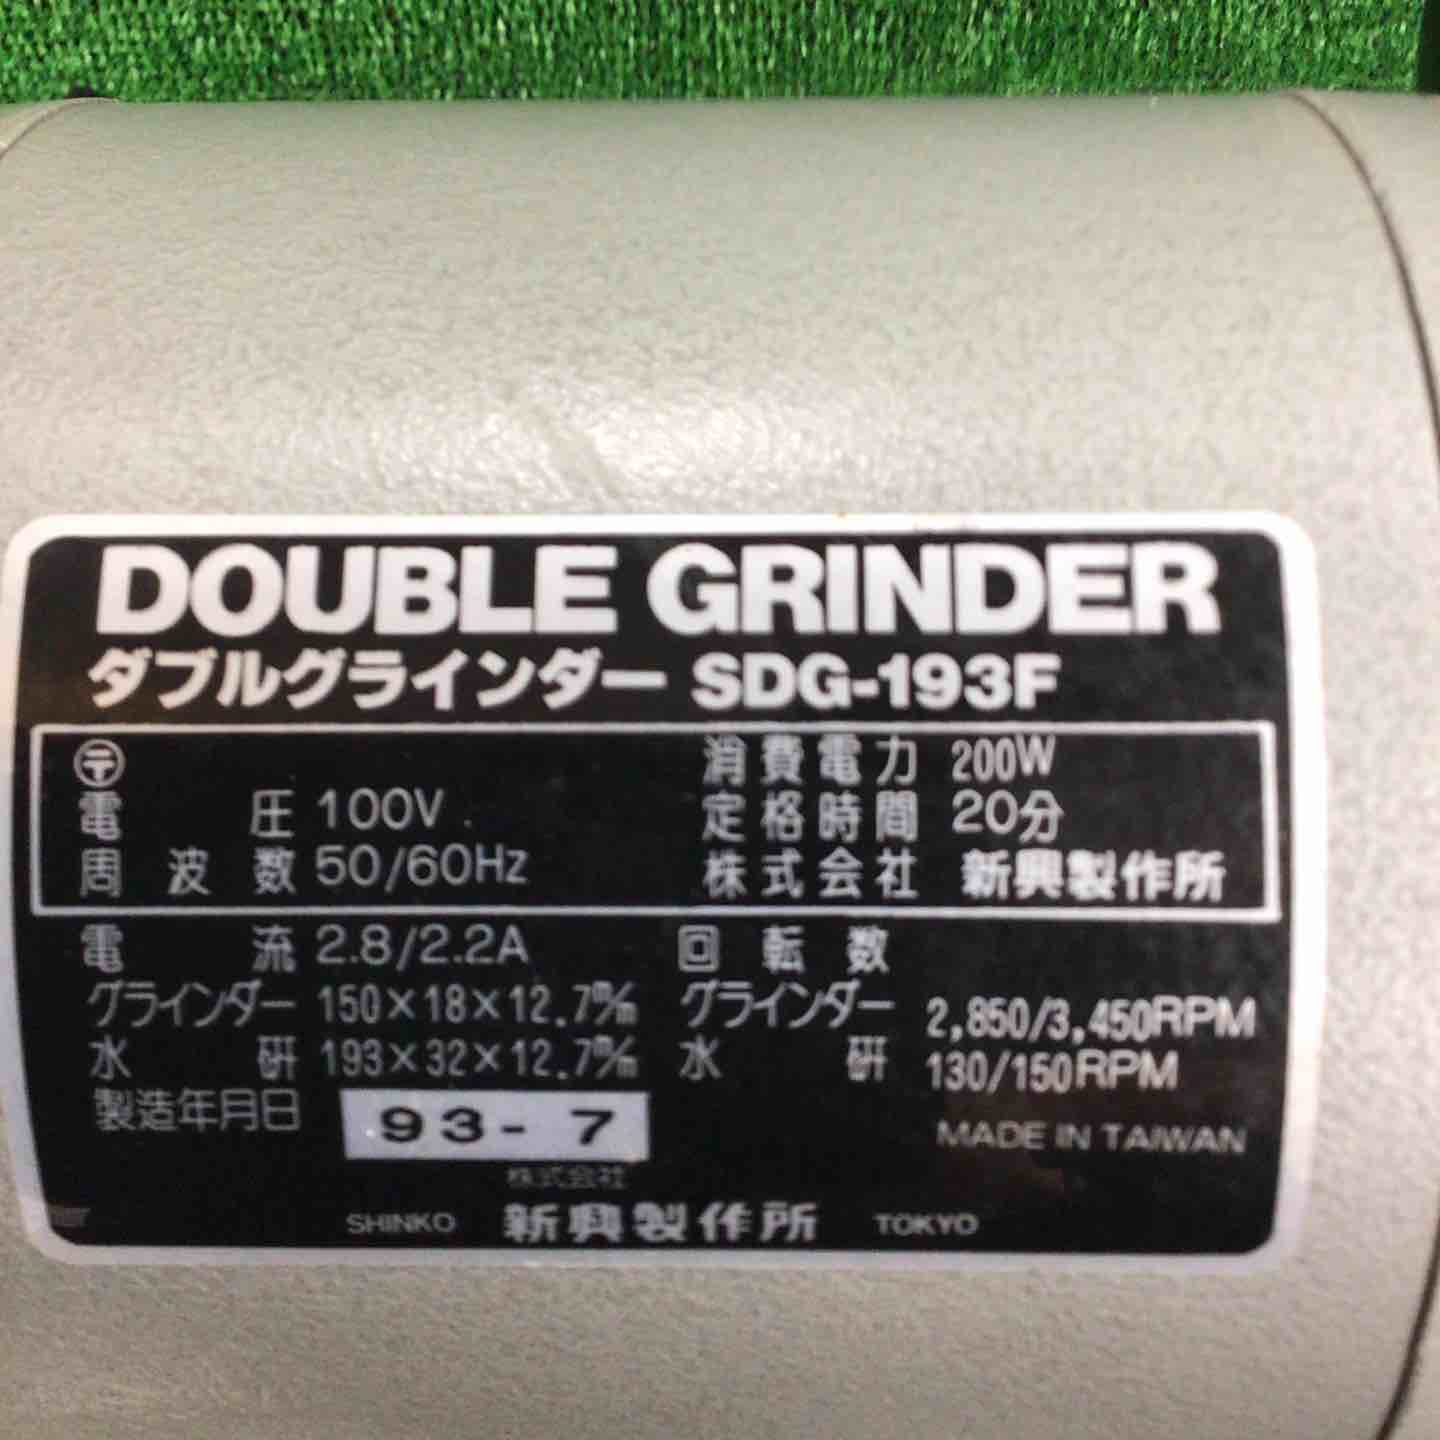 DOUBLE GRINDER
ダブルグラインダー SDG-193F
〒 消費電力 200W
電圧 100V 定格時間 20分
周波数 50/60Hz 株式会社 新興製作所
電流 2.8/2.2A 回転数
グラインダー 150×18×12.7m/m グラインダー 2,850/3,450RPM
水研 193×32×12.7m/m 水研 130/150RPM
製造年月日 93-7
MADE IN TAIWAN
株式会社
SHINKO 新興製作所 TOKYO